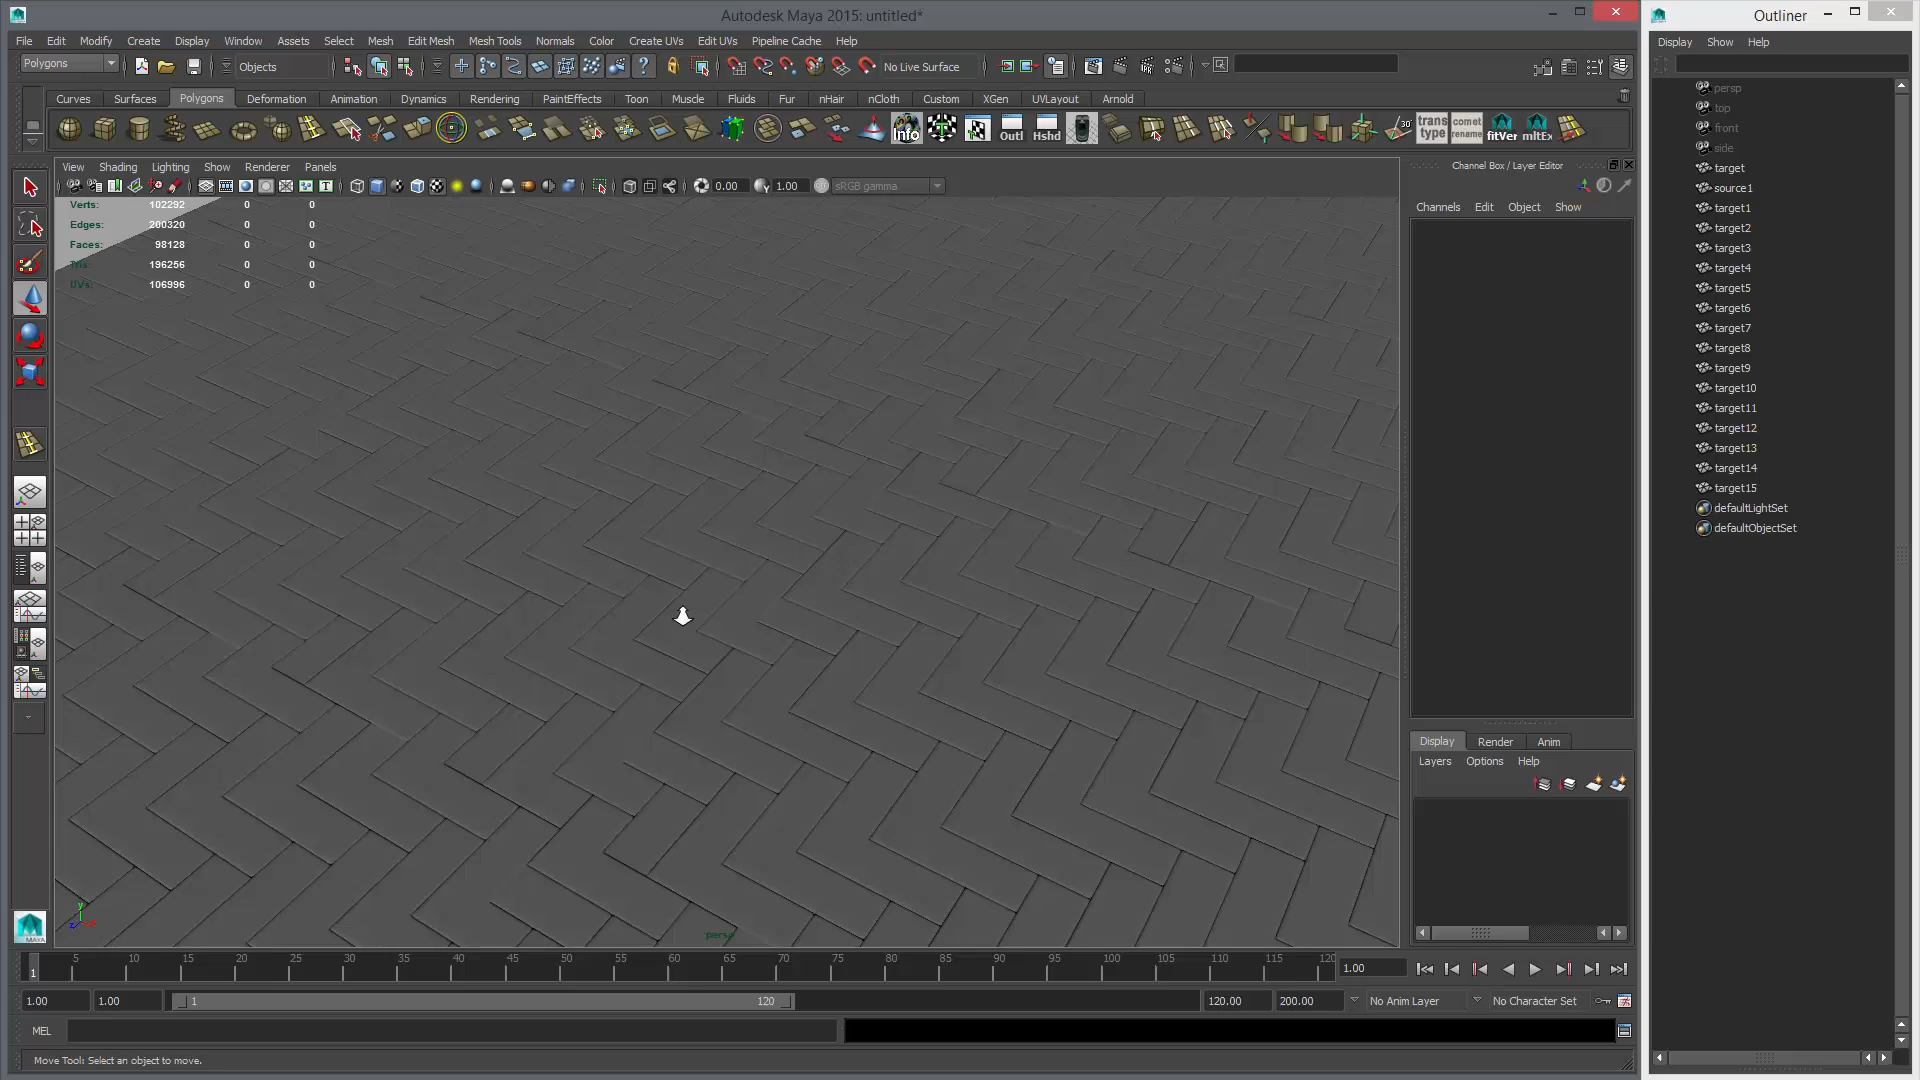 Autodesk Maya 2015: untitled*
File Edit Modify Create Display Window Assets Select Mesh Edit Mesh Mesh Tools Normals Color Create UVs Edit UVs Pipeline Cache Help
Polygons Objects No Live Surface
Curves Surfaces Polygons Deformation Animation Dynamics Rendering PaintEffects Toon Muscle Fluids Fur nHair nCloth Custom XGen UVLayout Arnold
Info Outl Hshd 30 trans type comet rename fitVer mltEx
View Shading Lighting Show Renderer Panels
0.00 1.00 sRGB gamma
Verts: 102292 0 0
Edges: 200320 0 0
Faces: 98128 0 0
Tris: 196256 0 0
UVs: 106996 0 0
persp
Channel Box / Layer Editor
Channels Edit Object Show
Display Render Anim
Layers Options Help
1 5 10 15 20 25 30 35 40 45 50 55 60 65 70 75 80 85 90 95 100 105 110 115 120
1.00
1.00 1.00 1 120 120.00 200.00 No Anim Layer No Character Set
MEL
Move Tool: Select an object to move.
MAYA
Outliner
Display Show Help
persp
top
front
side
target
source1
target1
target2
target3
target4
target5
target6
target7
target8
target9
target10
target11
target12
target13
target14
target15
defaultLightSet
defaultObjectSet